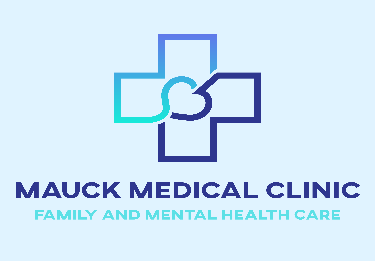 MAUCK MEDICAL CLINIC
FAMILY AND MENTAL HEALTH CARE